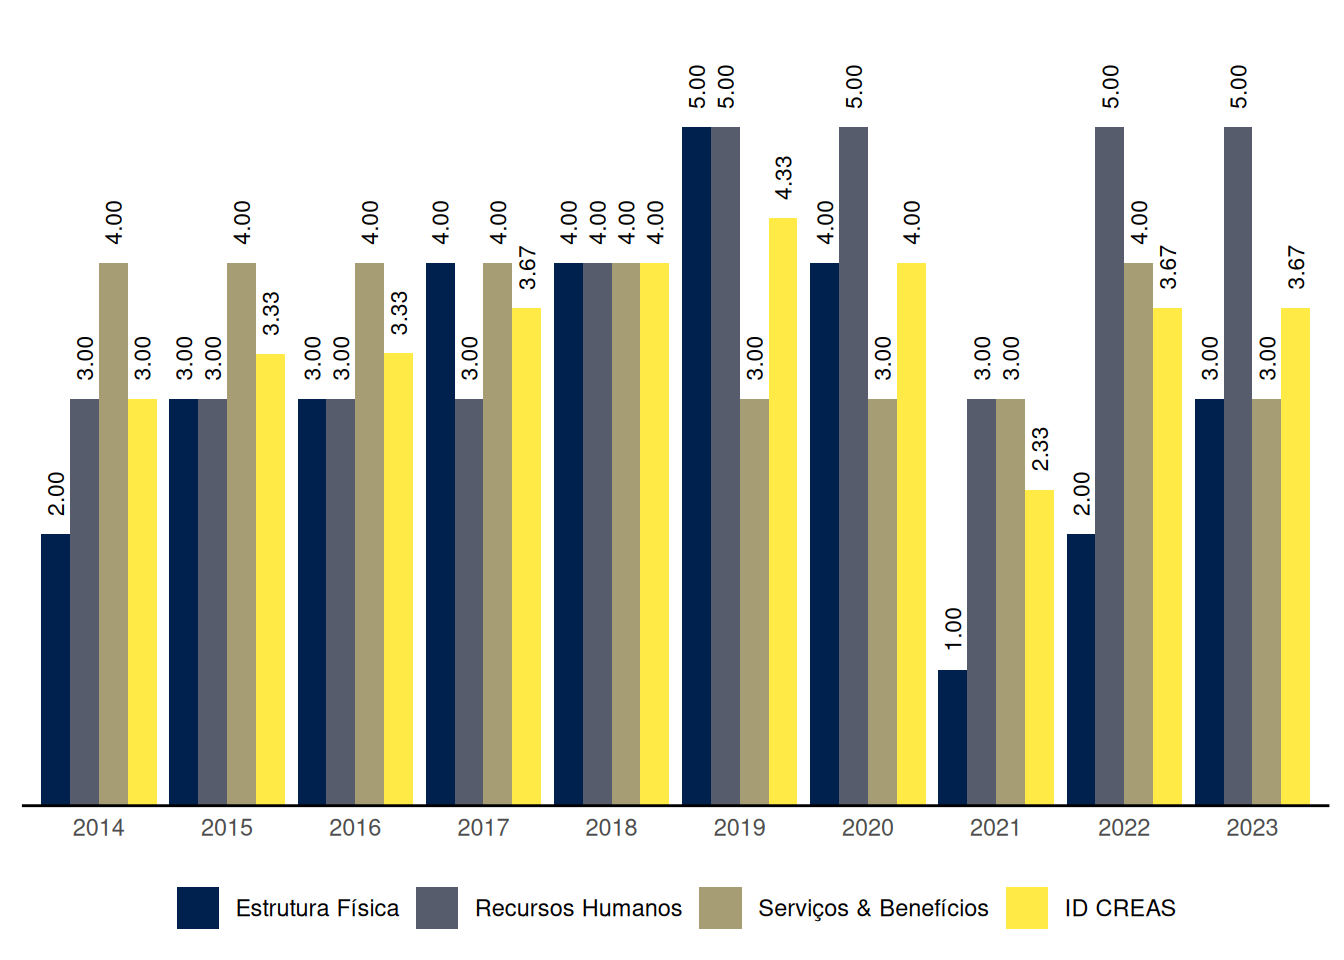 2.00 3.00 4.00 3.00 3.00 3.00 4.00 3.33 3.00 3.00 4.00 3.33 4.00 3.00 4.00 3.67 4.00 4.00 4.00 4.00 5.00 5.00 3.00 4.33 4.00 5.00 3.00 4.00 1.00 3.00 3.00 2.33 2.00 5.00 4.00 3.67 3.00 5.00 3.00 3.67
2014 2015 2016 2017 2018 2019 2020 2021 2022 2023
Estrutura Física Recursos Humanos Serviços & Benefícios ID CREAS